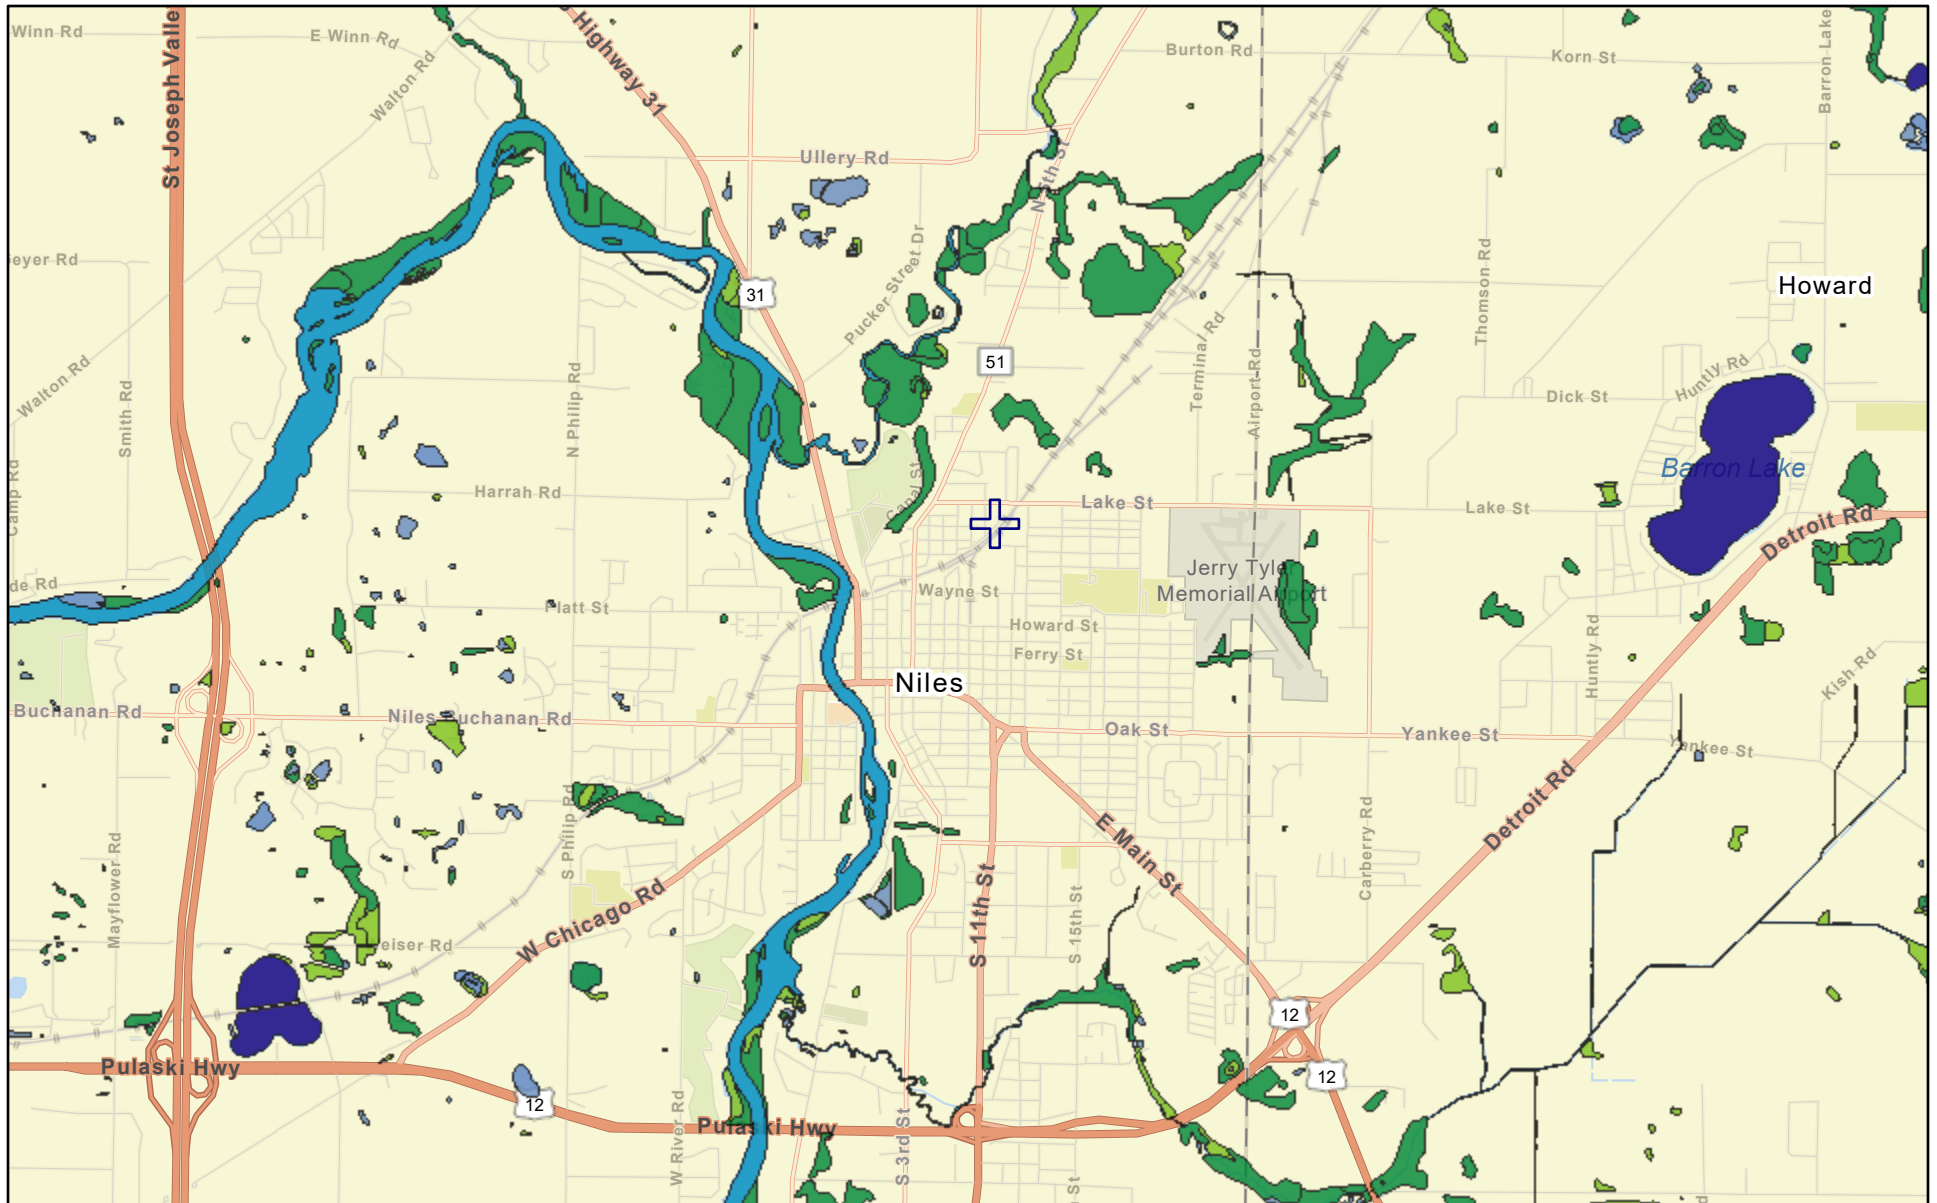 Winn Rd
E Winn Rd
Walton Rd
St Joseph Valley
Highway 31
Burton Rd
Korn St
Barron Lake
Ullery Rd
N 5th St
Pucker Street Dr
31
Thomson Rd
Howard
Walton Rd
Smith Rd
N Philip Rd
51
Terminal Rd
Airport Rd
Huntly Rd
Dick St
Barron Lake
Harrah Rd
Canal St
Lake St
Lake St
Detroit Rd
Camp Rd
Jerry Tyler
Memorial Airport
Wayne St
Platt St
Howard St
Ferry St
Huntly Rd
Kish Rd
Niles
Buchanan Rd
Niles Buchanan Rd
Oak St
Yankee St
Yankee St
Mayflower Rd
S Philip Rd
W Chicago Rd
E Main St
S 11th St
S 15th St
Carberry Rd
Detroit Rd
12
12
Pulaski Hwy
12
Pulaski Hwy
W River Rd
S 3rd St
St